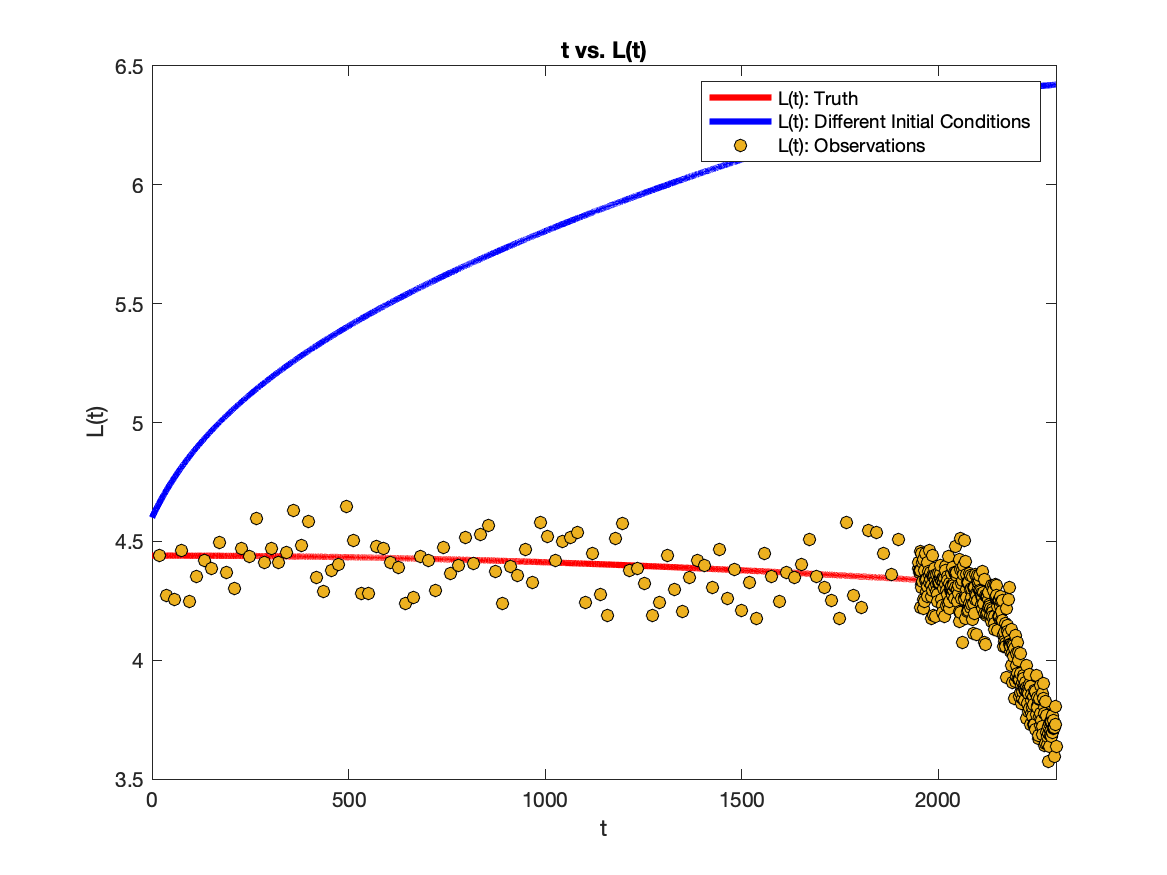 t vs. L(t)
6.5
6
5.5
5
4.5
4
3.5
L(t)
L(t): Truth
L(t): Different Initial Conditions
L(t): Observations
0 500 1000 1500 2000
t